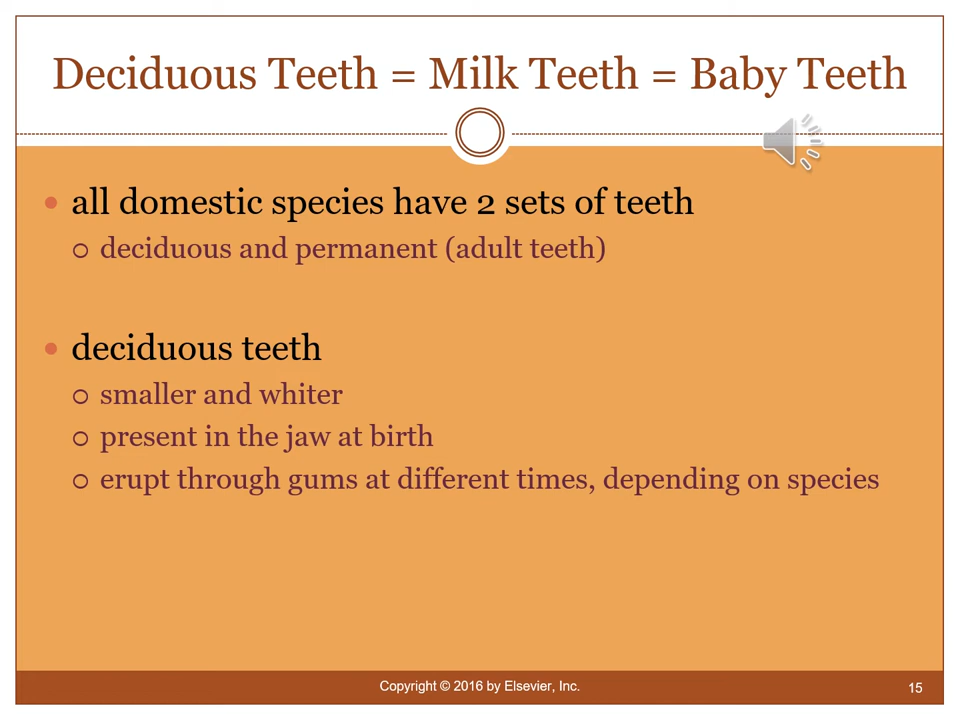 Deciduous Teeth = Milk Teeth = Baby Teeth
all domestic species have 2 sets of teeth
deciduous and permanent (adult teeth)
deciduous teeth
smaller and whiter
present in the jaw at birth
erupt through gums at different times, depending on species
Copyright © 2016 by Elsevier, Inc.
15